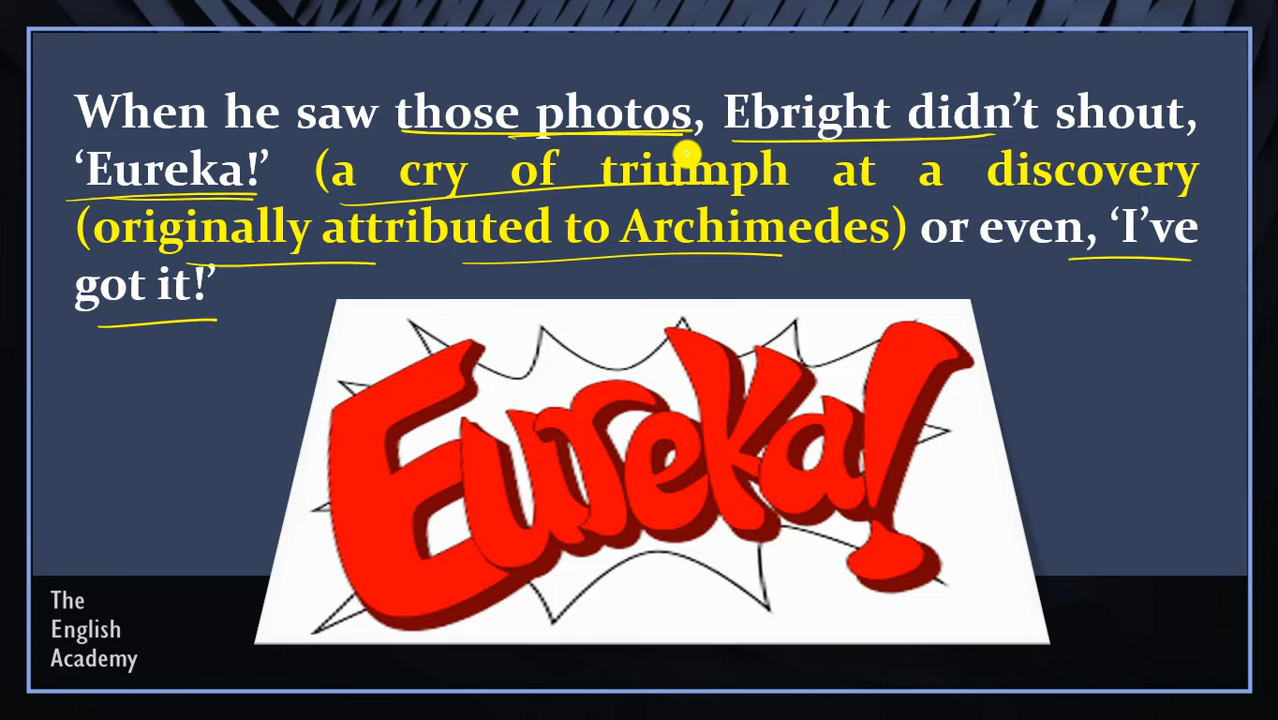 When he saw those photos, Ebright didn’t shout,
‘Eureka!’ (a cry of triumph at a discovery
(originally attributed to Archimedes) or even, ‘I’ve
got it!’
Eureka!
The
English
Academy